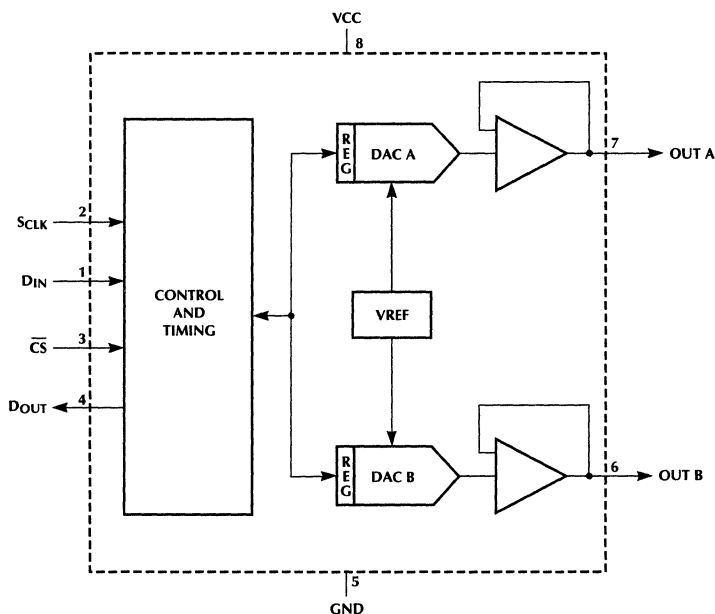 VCC
8
REG
DAC A
7
OUT A
2
SCLK
1
DIN
CONTROL
AND
TIMING
VREF
3
CS
4
DOUT
REG
DAC B
6
OUT B
5
GND